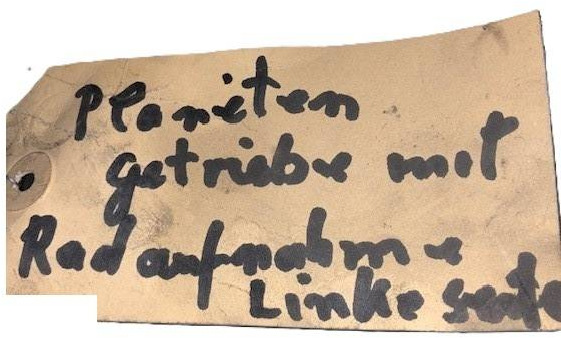 Planeten
getriebe mit
Radaufnahme
Linke seite